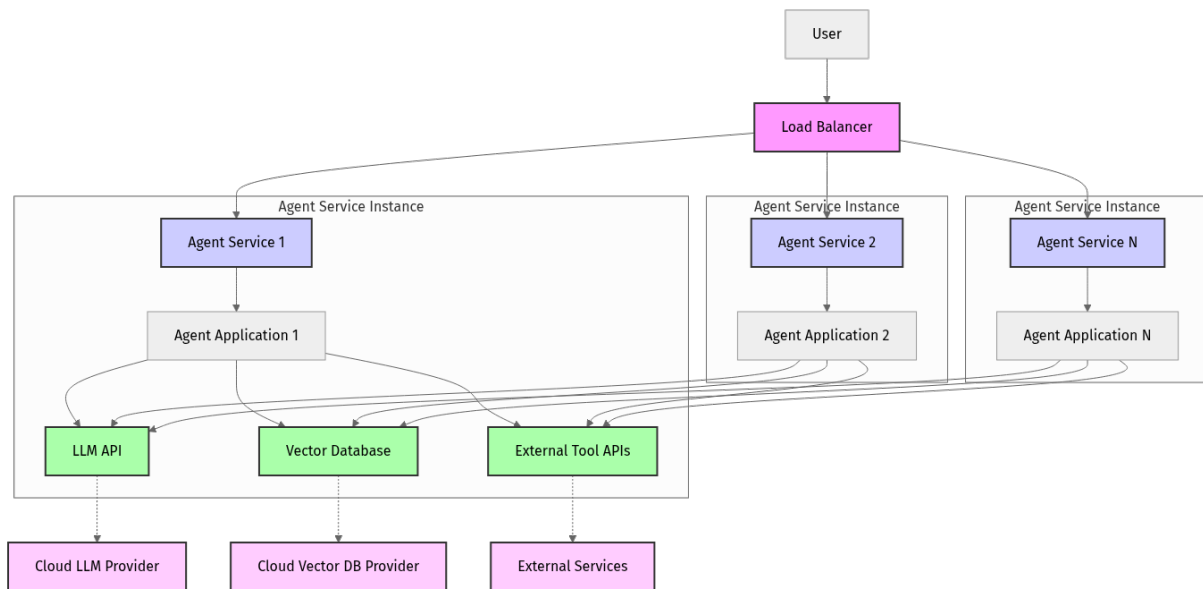 User
Load Balancer
Agent Service Instance
Agent Service Instance
Agent Service Instance
Agent Service 1
Agent Service 2
Agent Service N
Agent Application 1
Agent Application 2
Agent Application N
LLM API
Vector Database
External Tool APIs
Cloud LLM Provider
Cloud Vector DB Provider
External Services